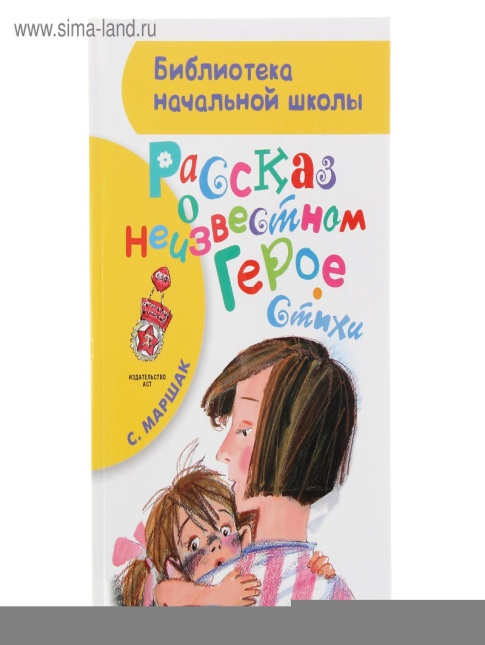 www.sima-land.ru
Библиотека
начальной школы
Рассказ
о
неизвестном
Герое
Стихи
ИЗДАТЕЛЬСТВО
АСТ
С. МАРШАК